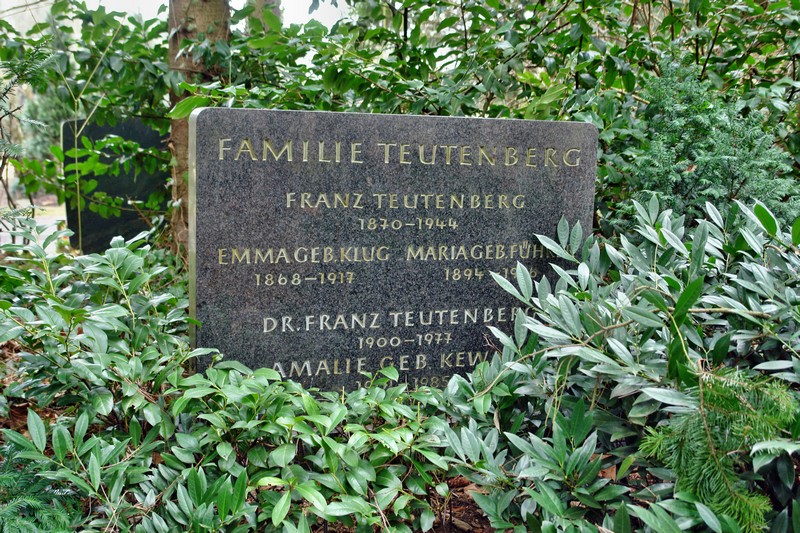 FAMILIE TEUTENBERG
FRANZ TEUTENBERG
1870–1944
EMMA GEB. KLUG MARIA GEB.
1868–1917 1894–
DR. FRANZ TEUTENBERG
1900–1977
AMALIE GEB